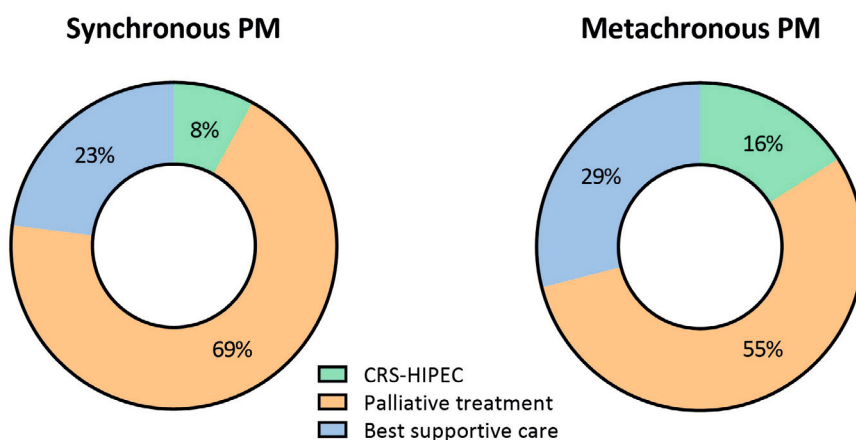 Synchronous PM
Metachronous PM
8%
23%
69%
16%
29%
55%
CRS-HIPEC
Palliative treatment
Best supportive care